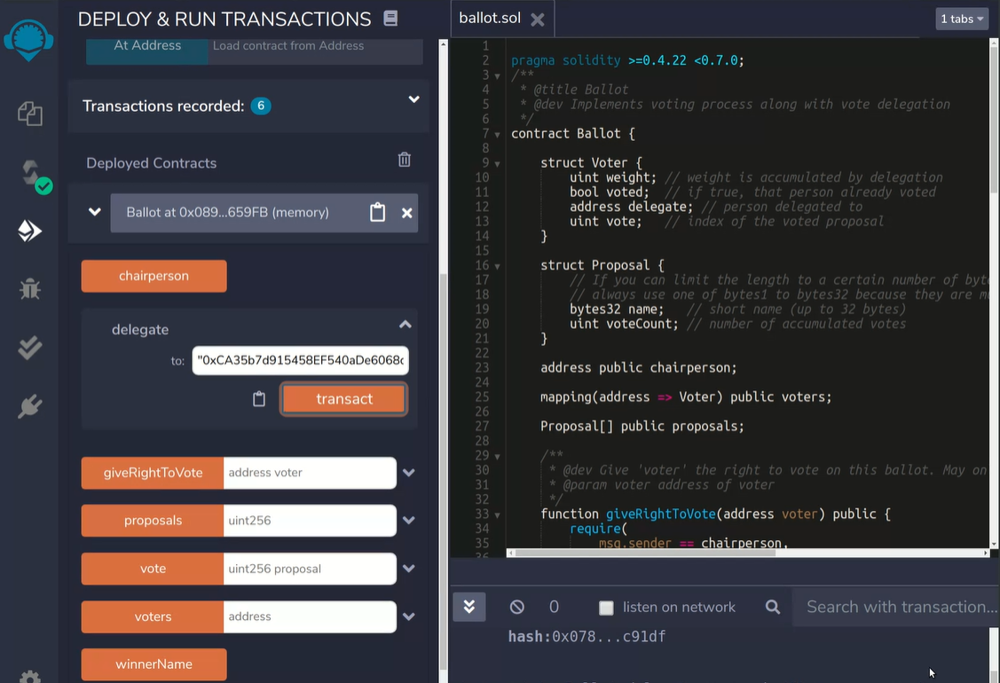 DEPLOY & RUN TRANSACTIONS
At Address
Load contract from Address
Transactions recorded: 6
Deployed Contracts
Ballot at 0x089...659FB (memory)
chairperson
delegate
to: "0xCA35b7d915458EF540aDe6068
transact
giveRightToVote address voter
proposals uint256
vote uint256 proposal
voters address
winnerName
ballot.sol
1 tabs
1
2 pragma solidity >=0.4.22 <0.7.0;
3 /**
4 * @title Ballot
5 * @dev Implements voting process along with vote delegation
6 */
7 contract Ballot {
8
9 struct Voter {
10 uint weight; // weight is accumulated by delegation
11 bool voted; // if true, that person already voted
12 address delegate; // person delegated to
13 uint vote; // index of the voted proposal
14 }
15
16 struct Proposal {
17 // If you can limit the length to a certain number of byte
18 // always use one of bytes1 to bytes32 because they are m
19 bytes32 name; // short name (up to 32 bytes)
20 uint voteCount; // number of accumulated votes
21 }
22
23 address public chairperson;
24
25 mapping(address => Voter) public voters;
26
27 Proposal[] public proposals;
28
29 /**
30 * @dev Give 'voter' the right to vote on this ballot. May on
31 * @param voter address of voter
32 */
33 function giveRightToVote(address voter) public {
34 require(
35 msg.sender == chairperson,
36
0
listen on network
Search with transaction...
hash:0x078...c91df